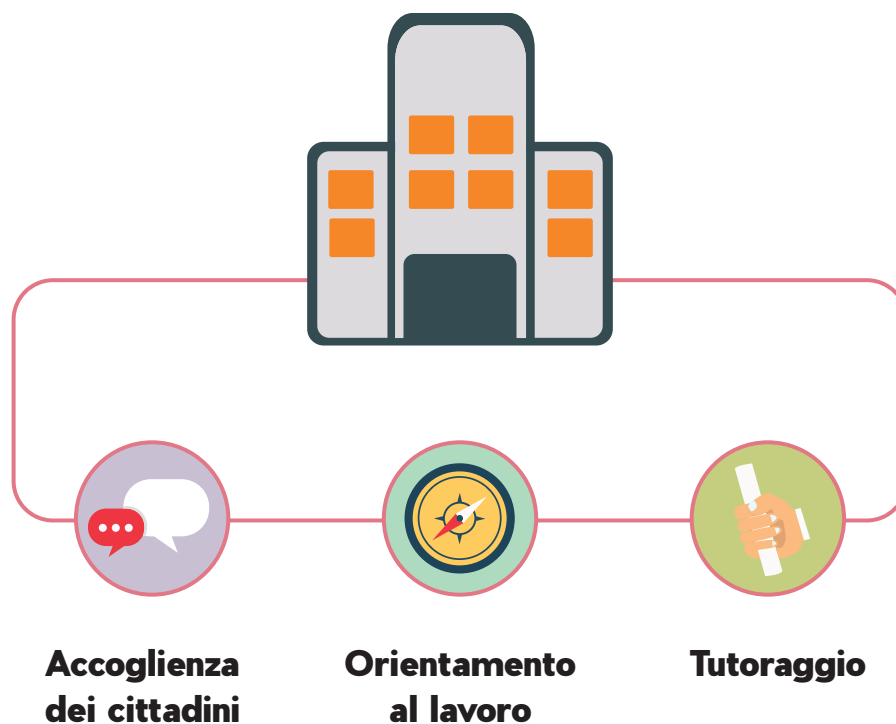 Accoglienza
dei cittadini
Orientamento
al lavoro
Tutoraggio